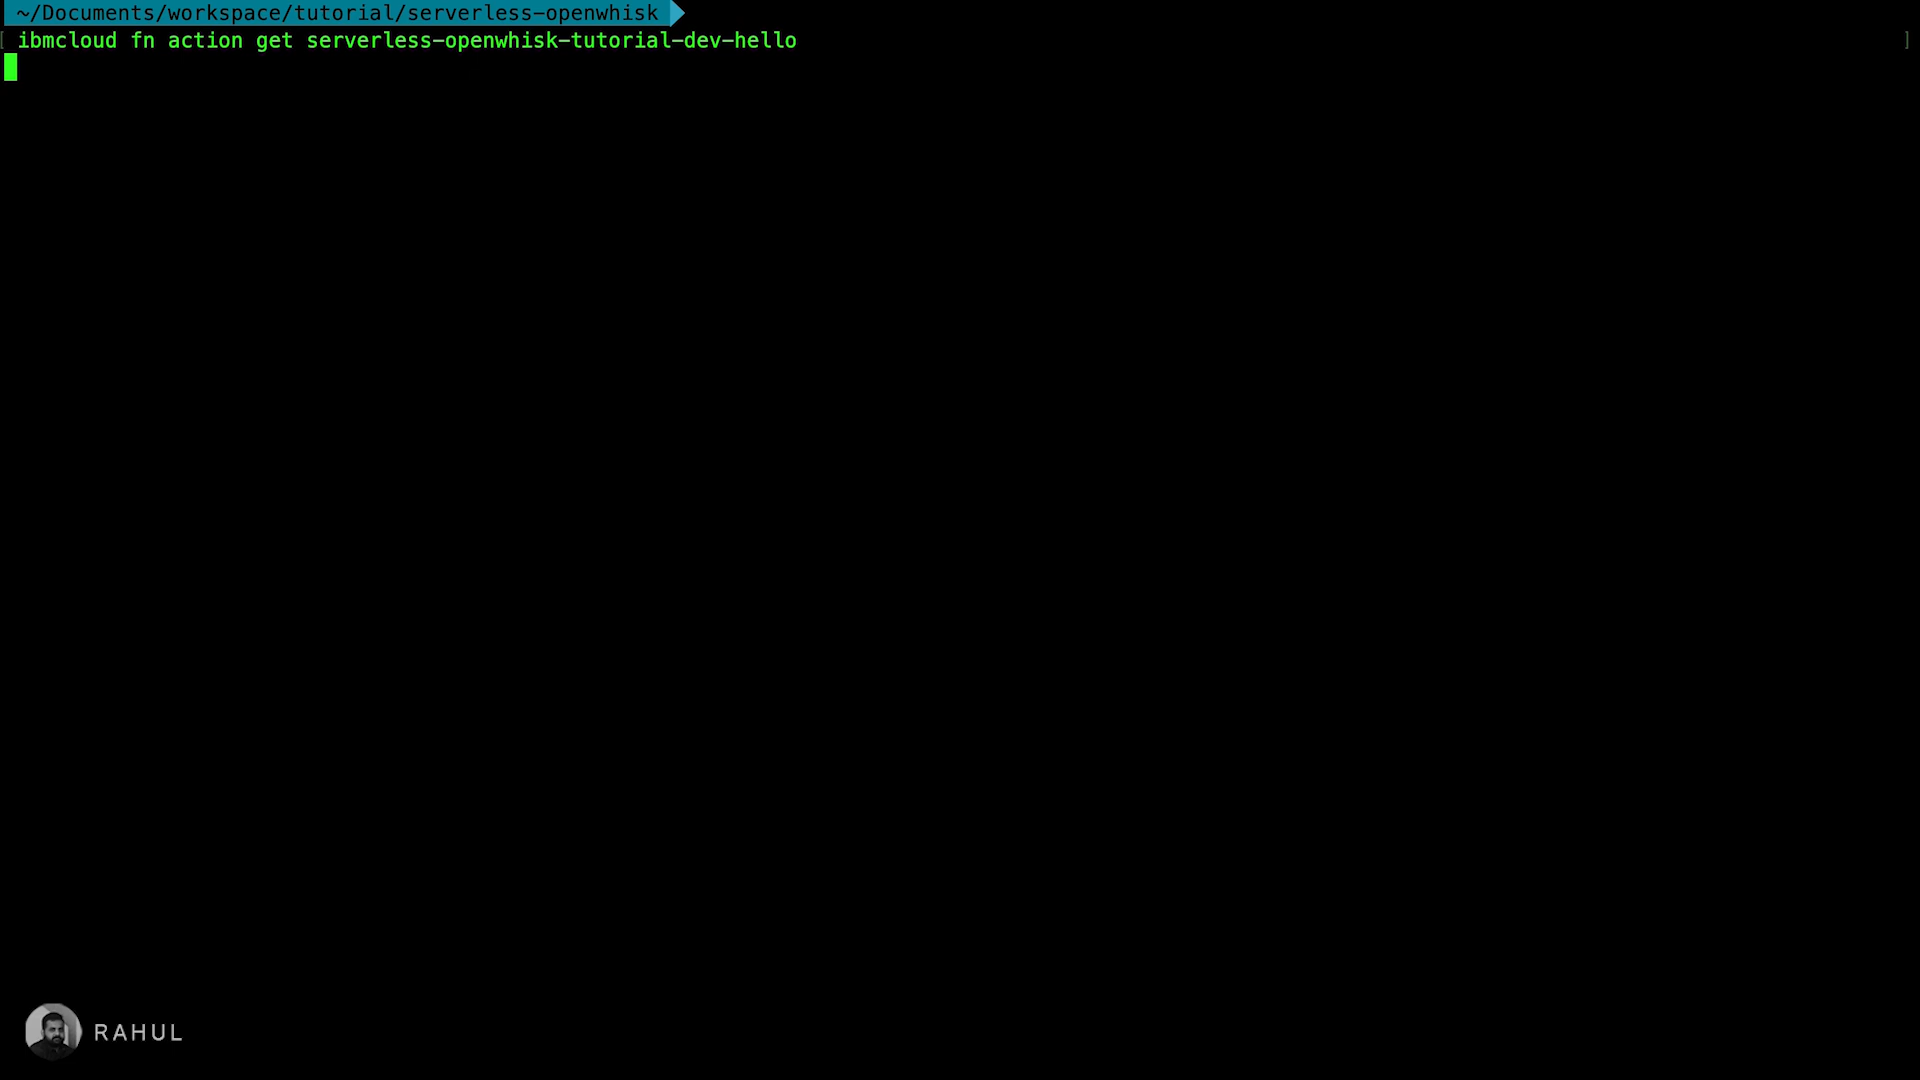 ~/Documents/workspace/tutorial/serverless-openwhisk
[ ibmcloud fn action get serverless-openwhisk-tutorial-dev-hello ]
RAHUL